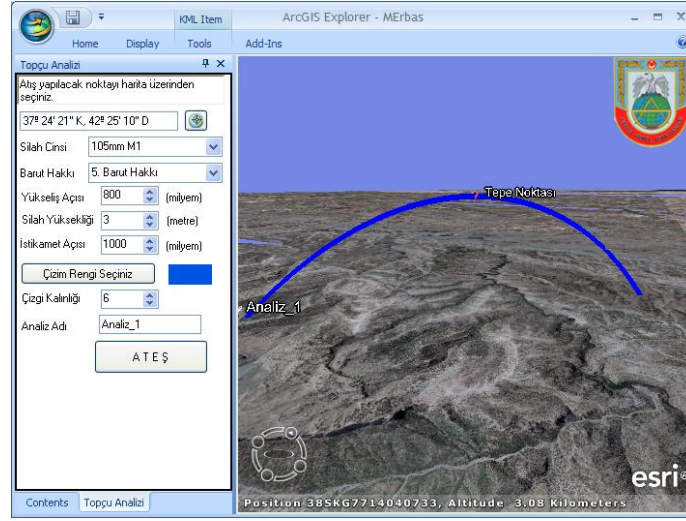 KML Item
ArcGIS Explorer - MErbas
Home
Display
Tools
Add-Ins
Topçu Analizi
Atış yapılacak noktayı harita üzerinden
seçiniz.
37º 24' 21" K, 42º 25' 10" D
Silah Cinsi
105mm M1
Barut Hakkı
5. Barut Hakkı
Yükseliş Açısı
800
(milyem)
Silah Yüksekliği
3
(metre)
İstikamet Açısı
1000
(milyem)
Çizim Rengi Seçiniz
Çizgi Kalınlığı
6
Analiz Adı
Analiz_1
A T E Ş
Contents
Topçu Analizi
Tepe Noktası
Analiz_1
esri
Position 38SKG7714040733, Altitude 3.08 Kilometers